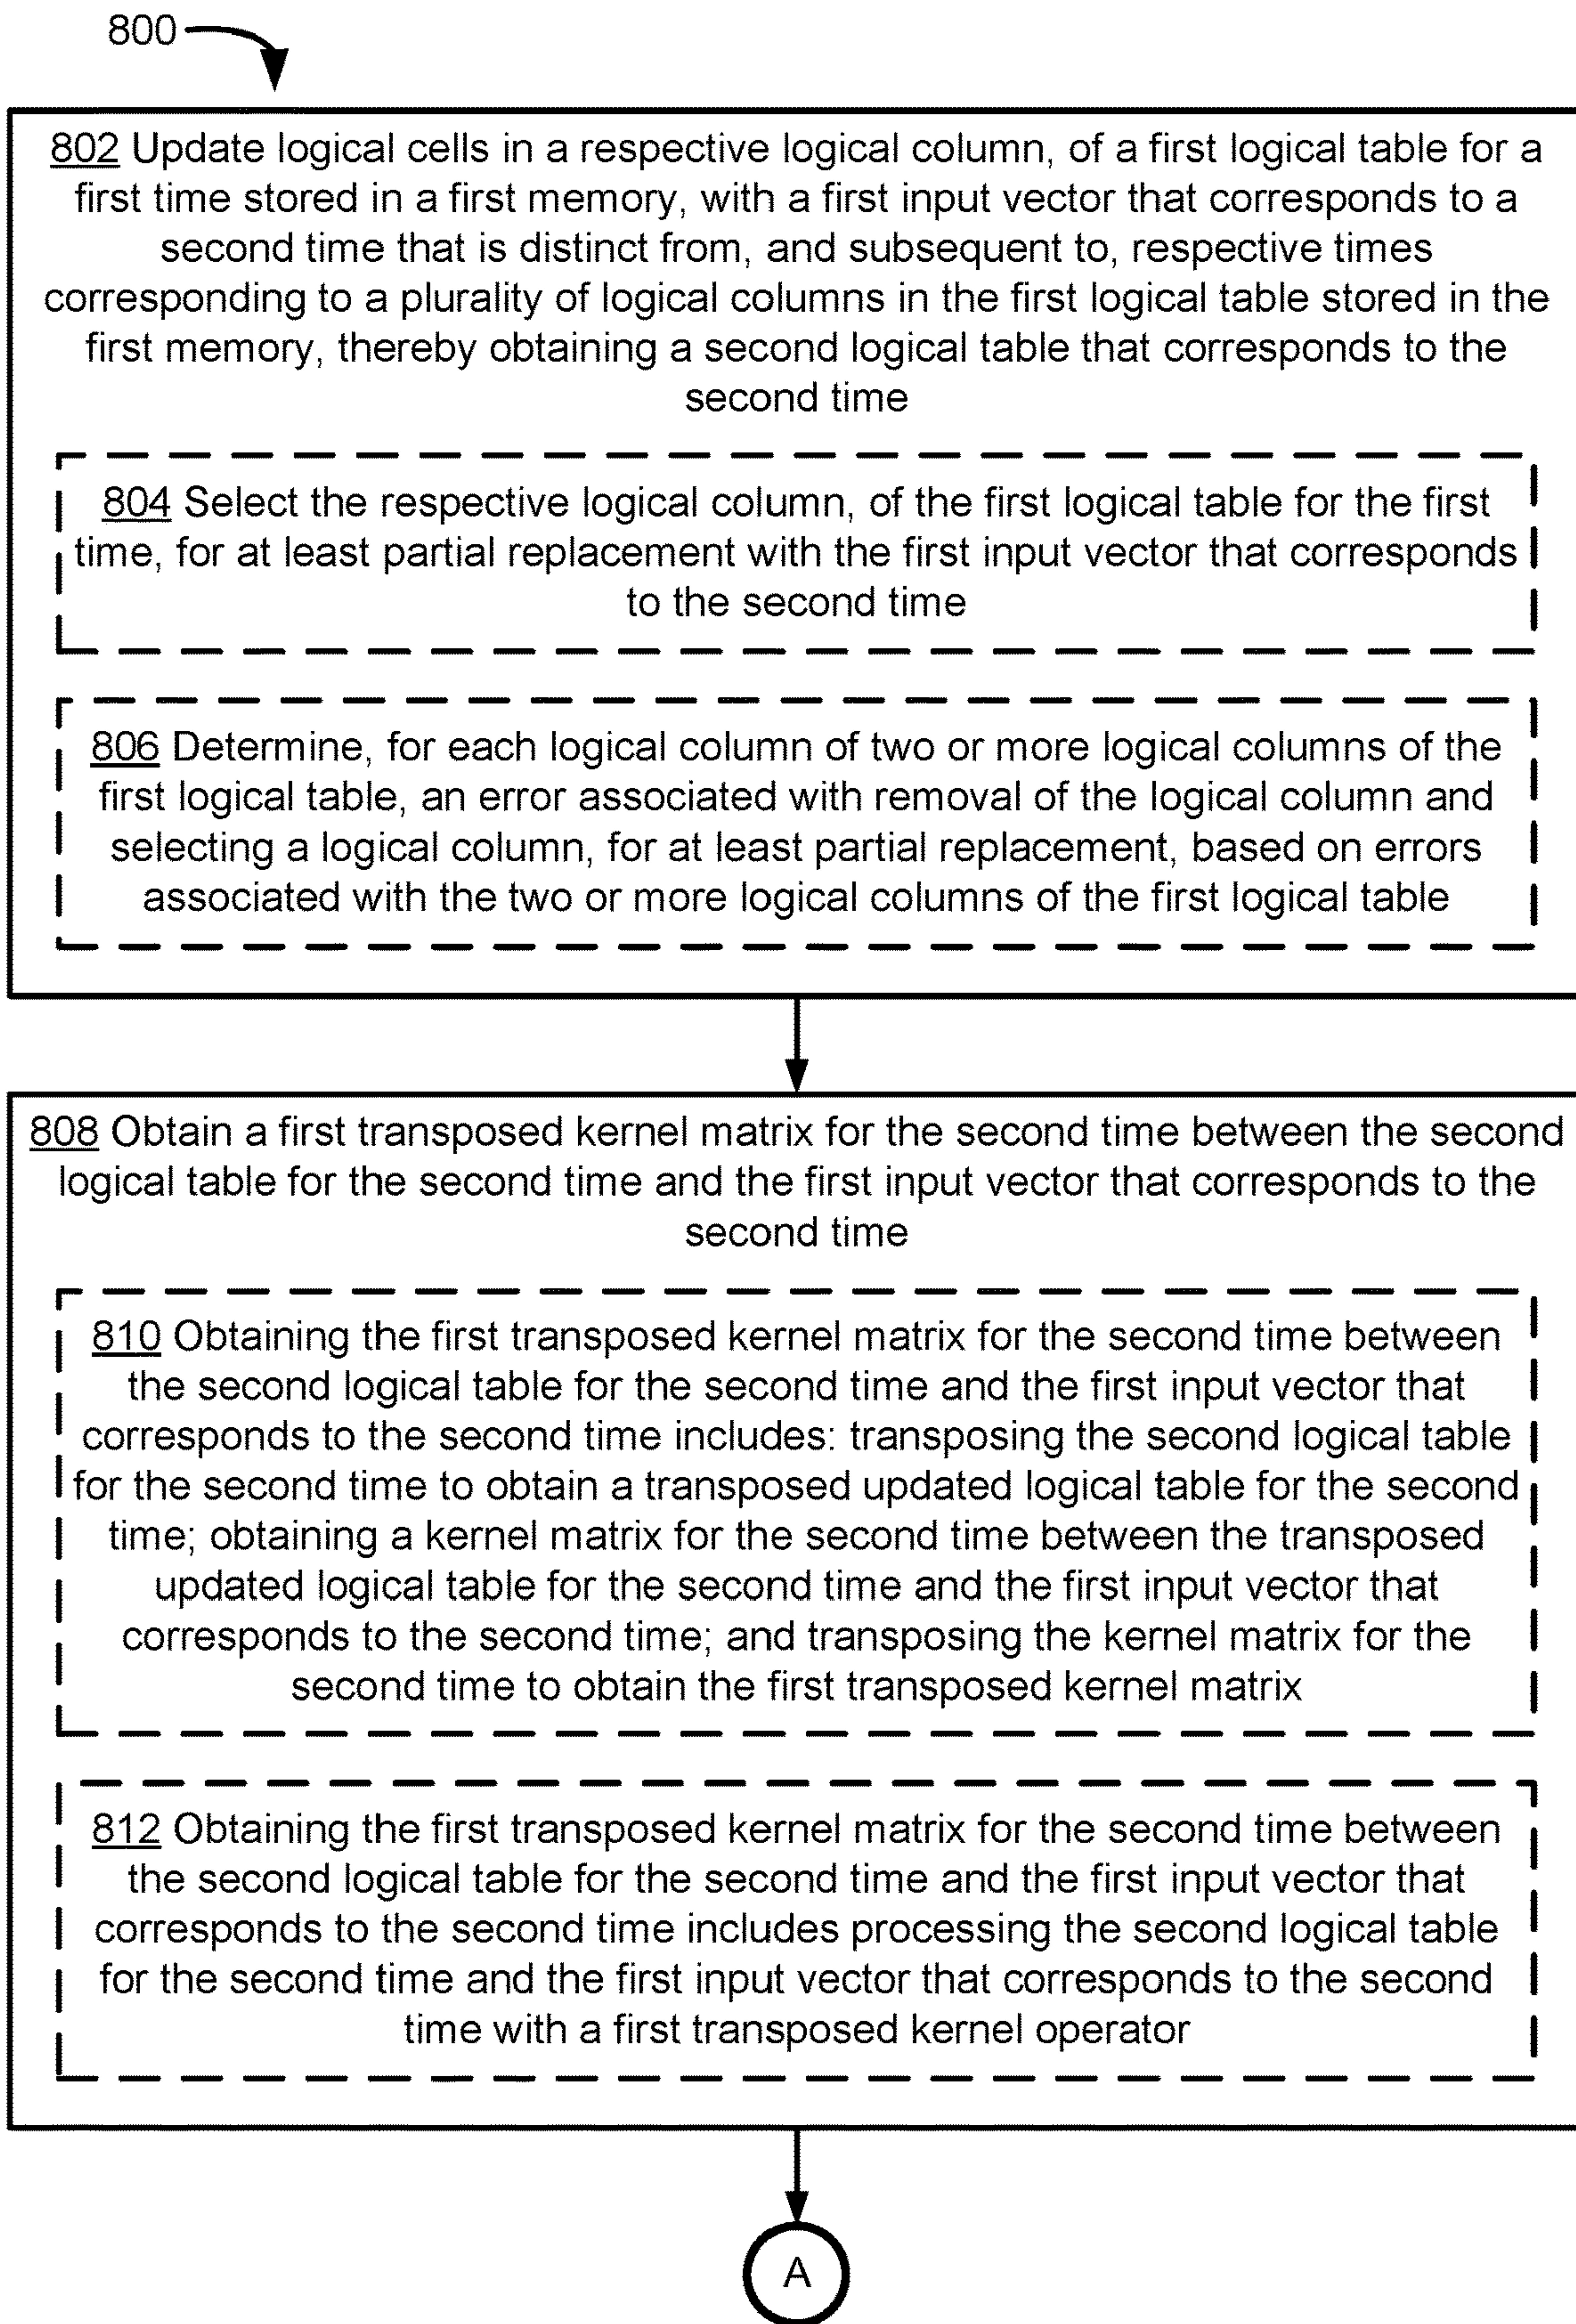 800
802 Update logical cells in a respective logical column, of a first logical table for a
first time stored in a first memory, with a first input vector that corresponds to a
second time that is distinct from, and subsequent to, respective times
corresponding to a plurality of logical columns in the first logical table stored in the
first memory, thereby obtaining a second logical table that corresponds to the
second time
804 Select the respective logical column, of the first logical table for the first
time, for at least partial replacement with the first input vector that corresponds
to the second time
806 Determine, for each logical column of two or more logical columns of the
first logical table, an error associated with removal of the logical column and
selecting a logical column, for at least partial replacement, based on errors
associated with the two or more logical columns of the first logical table
808 Obtain a first transposed kernel matrix for the second time between the second
logical table for the second time and the first input vector that corresponds to the
second time
810 Obtaining the first transposed kernel matrix for the second time between
the second logical table for the second time and the first input vector that
corresponds to the second time includes: transposing the second logical table
for the second time to obtain a transposed updated logical table for the second
time; obtaining a kernel matrix for the second time between the transposed
updated logical table for the second time and the first input vector that
corresponds to the second time; and transposing the kernel matrix for the
second time to obtain the first transposed kernel matrix
812 Obtaining the first transposed kernel matrix for the second time between
the second logical table for the second time and the first input vector that
corresponds to the second time includes processing the second logical table
for the second time and the first input vector that corresponds to the second
time with a first transposed kernel operator
A